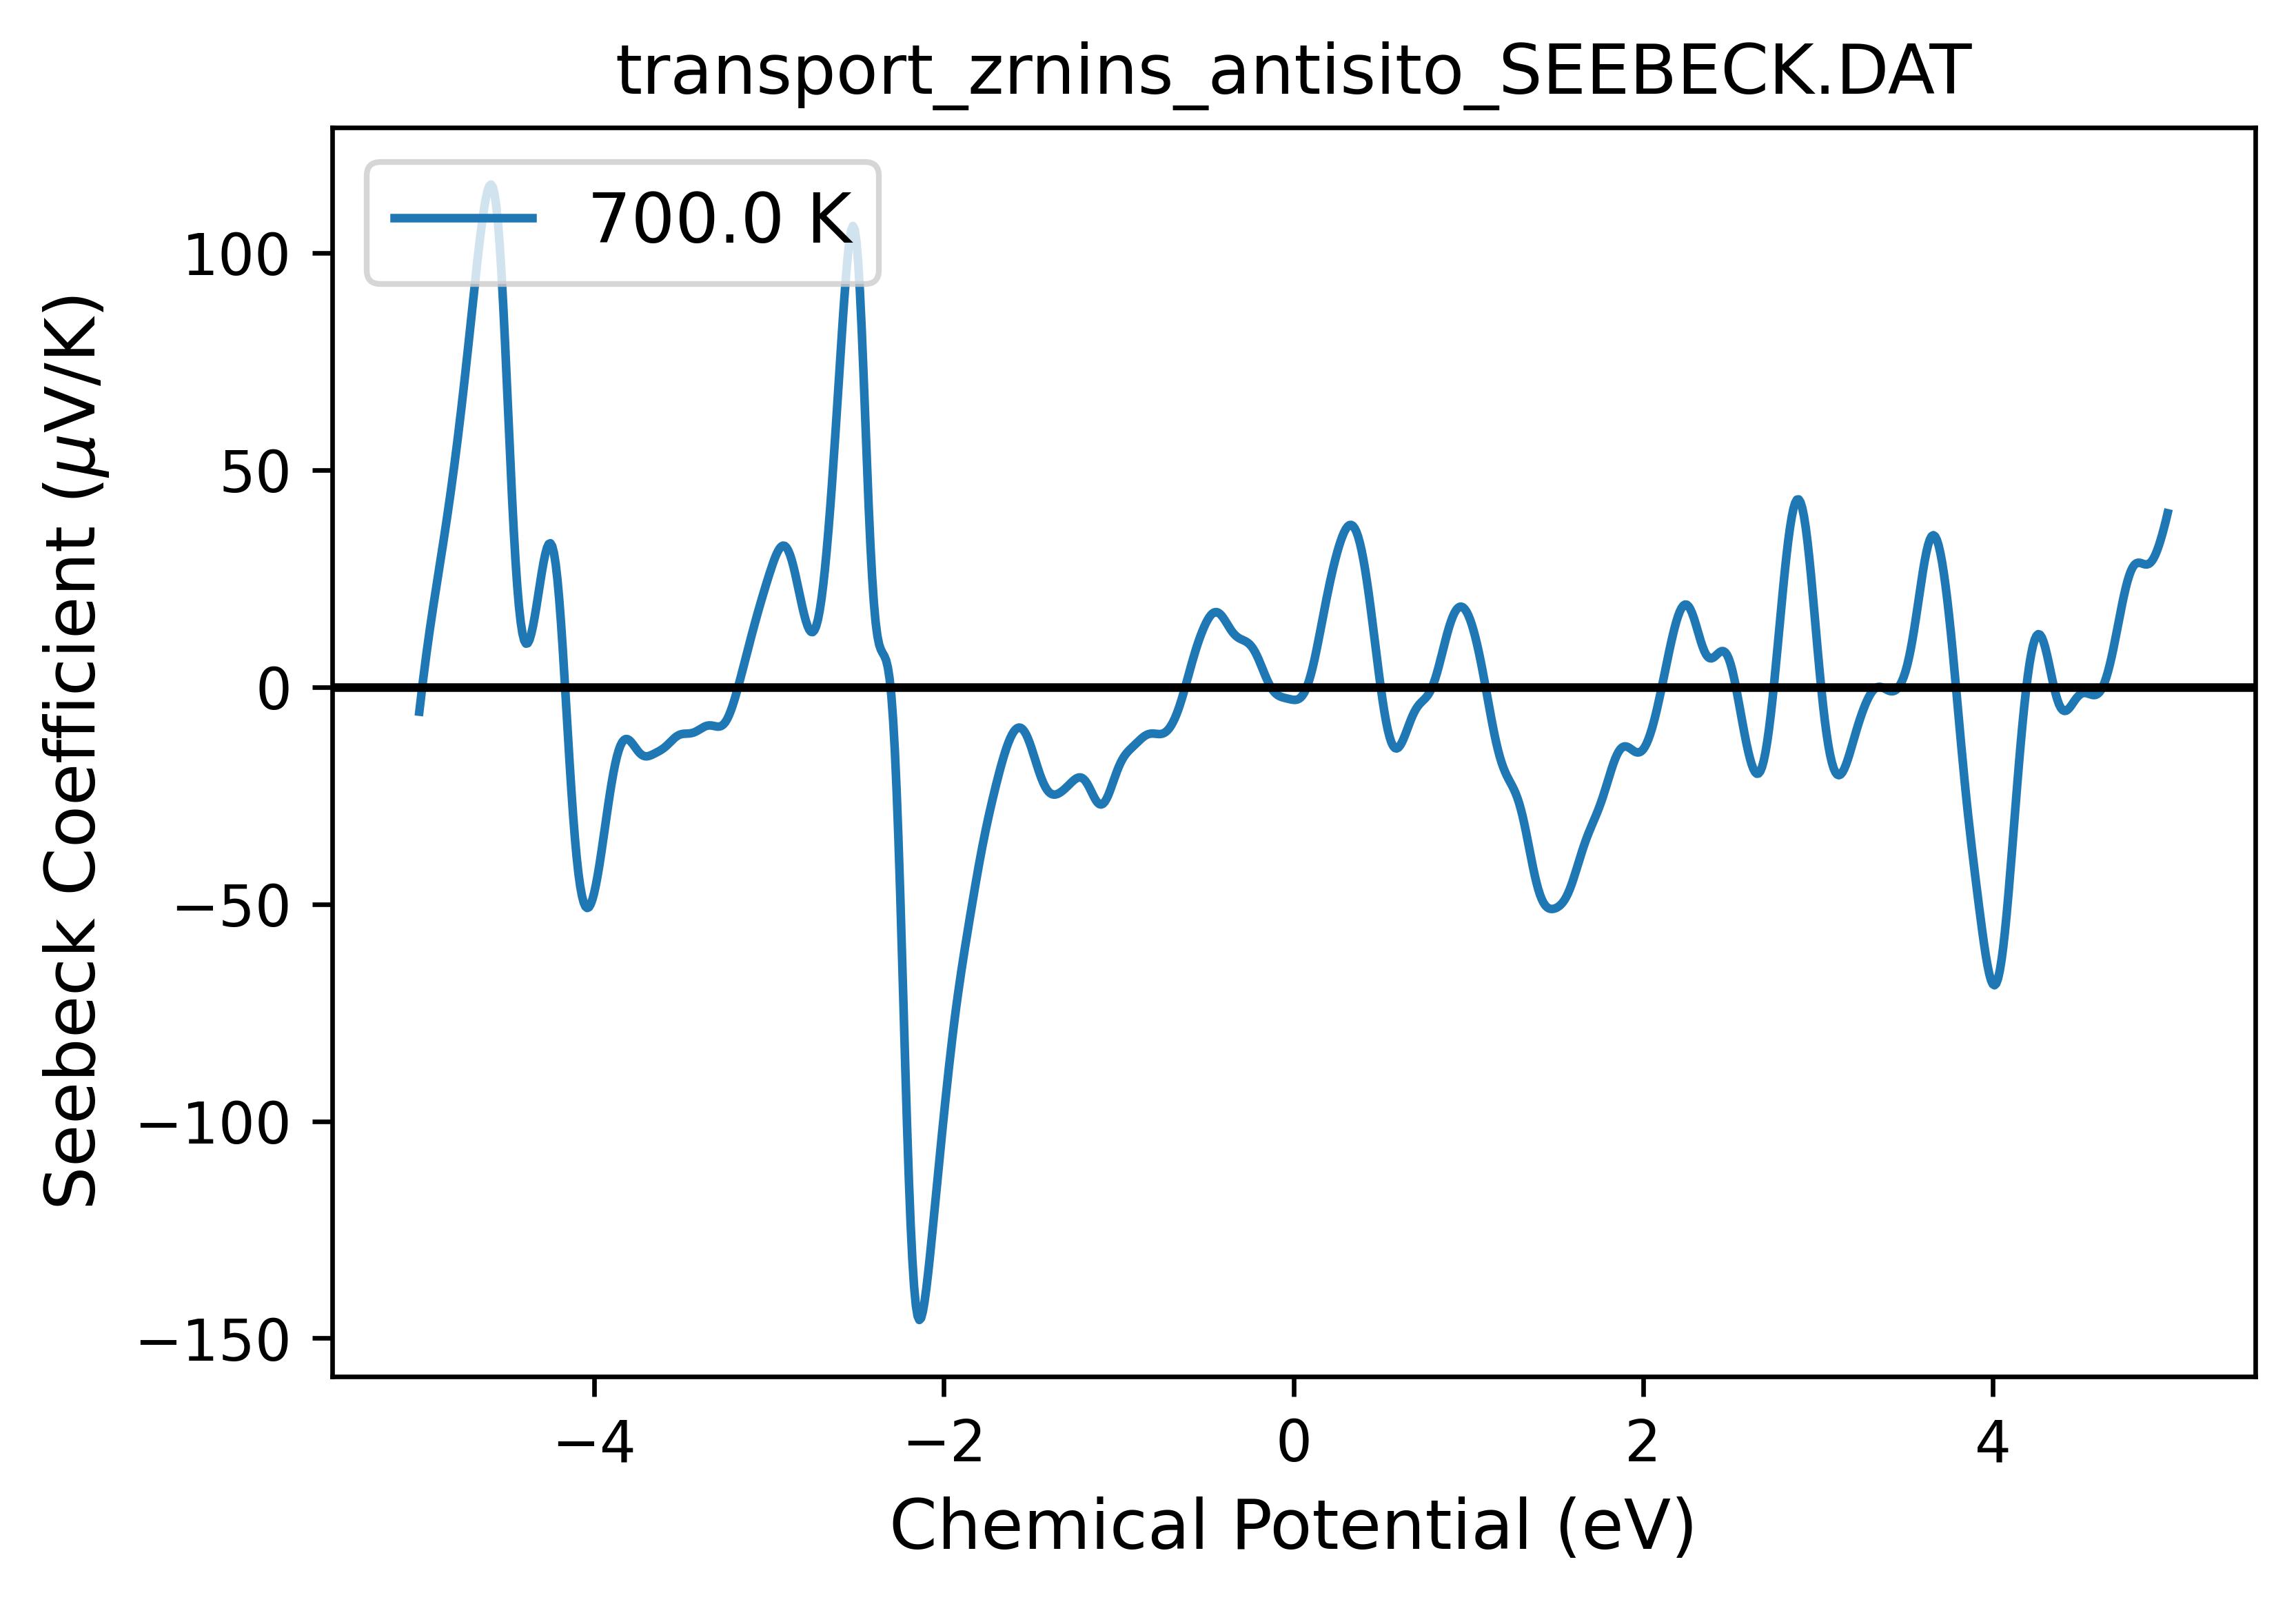 transport_zrnins_antisito_SEEBECK.DAT
700.0 K
Seebeck Coefficient (μV/K)
100
50
0
−50
−100
−150
−4
−2
0
2
4
Chemical Potential (eV)